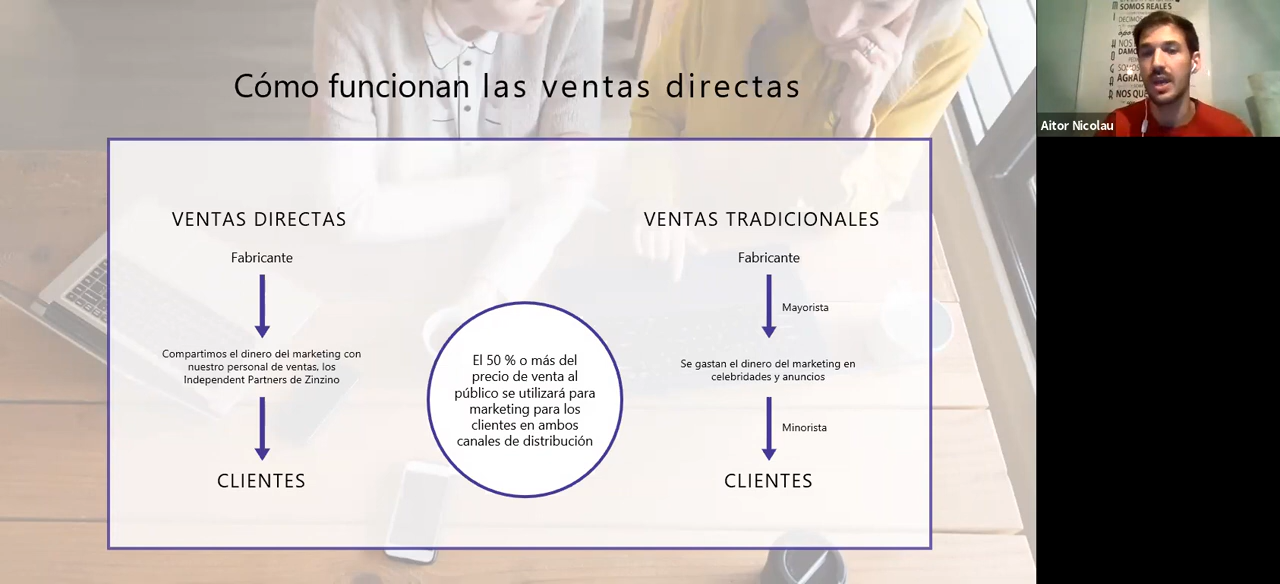 Cómo funcionan las ventas directas
VENTAS DIRECTAS
Fabricante
Compartimos el dinero del marketing con
nuestro personal de ventas, los
Independent Partners de Zinzino
CLIENTES
El 50 % o más del
precio de venta al
público se utilizará para
marketing para los
clientes en ambos
canales de distribución
VENTAS TRADICIONALES
Fabricante
Mayorista
Se gastan el dinero del marketing en
celebridades y anuncios
Minorista
CLIENTES
SOMOS REALES
Aitor Nicolau